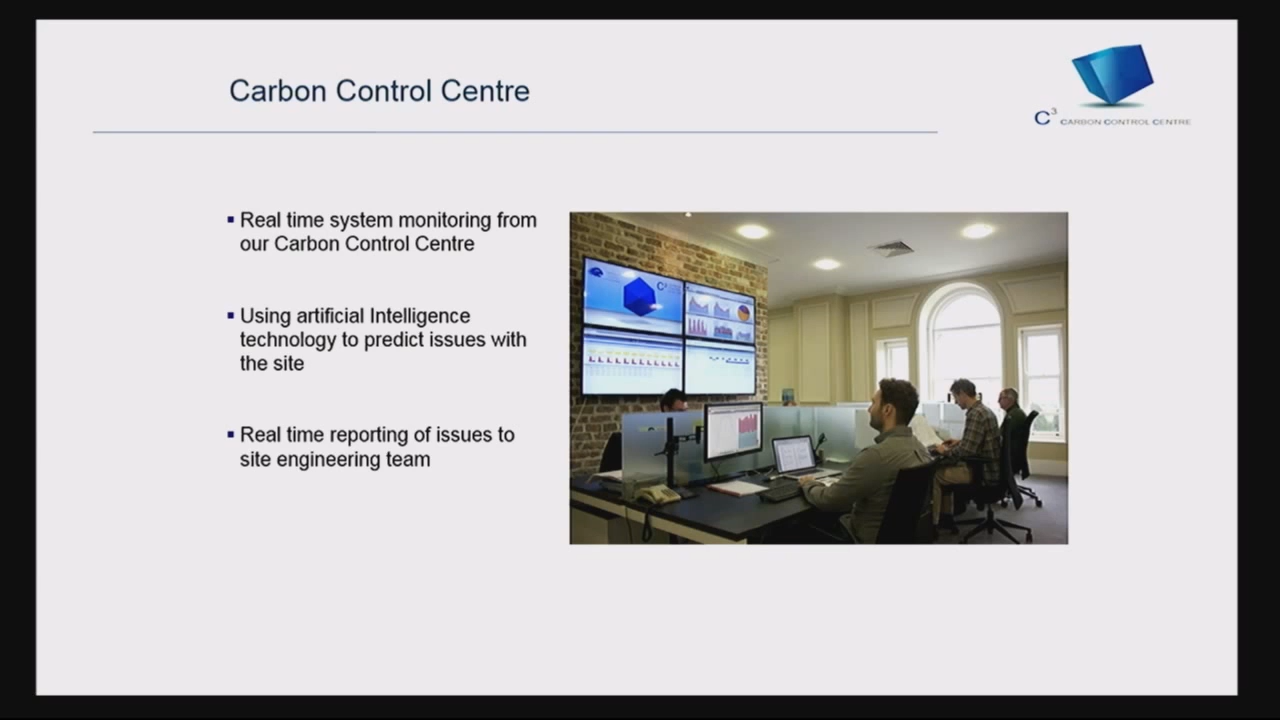 Carbon Control Centre
C3 CARBON CONTROL CENTRE
Real time system monitoring from
our Carbon Control Centre
Using artificial Intelligence
technology to predict issues with
the site
Real time reporting of issues to
site engineering team